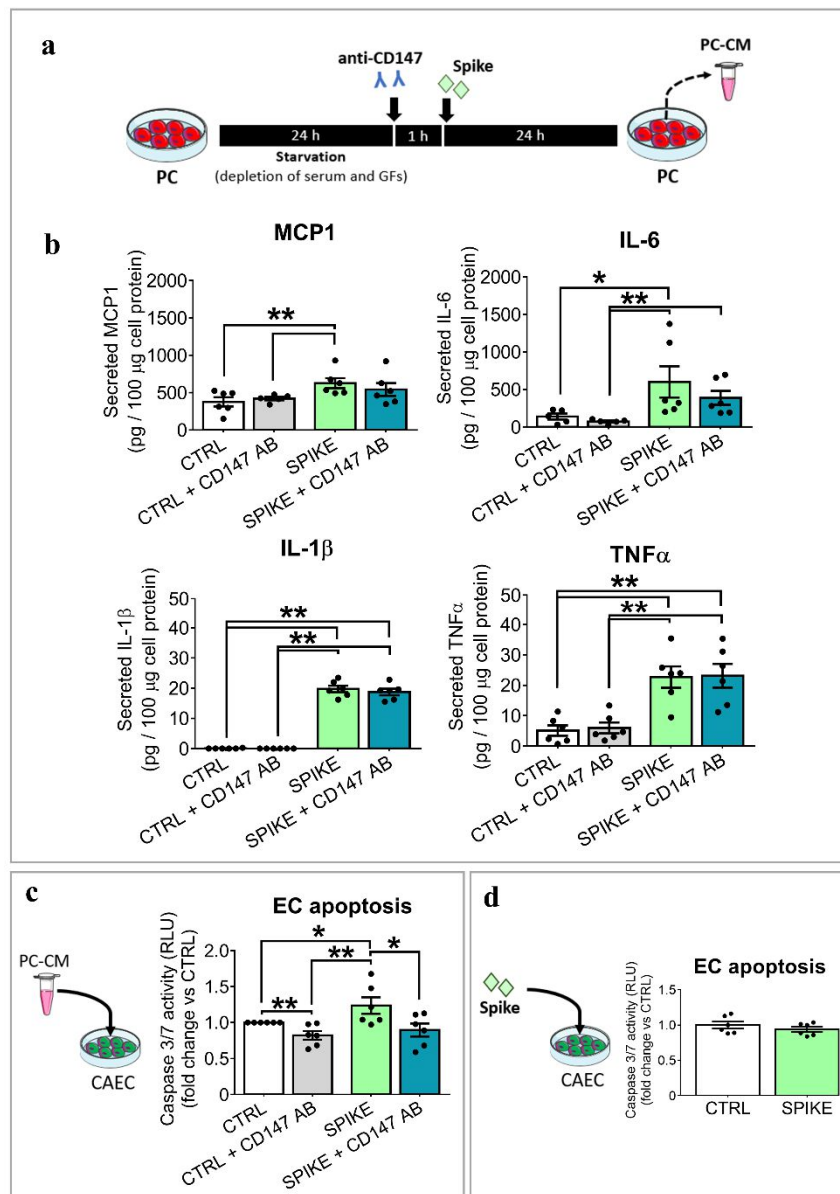 a
anti-CD147
Spike
PC-CM
24 h
1 h
24 h
Starvation
(depletion of serum and GFs)
PC
PC
b
MCP1
Secreted MCP1
(pg / 100 µg cell protein)
2000
1500
1000
500
0
**
CTRL
CTRL + CD147 AB
SPIKE
SPIKE + CD147 AB
IL-6
Secreted IL-6
(pg / 100 µg cell protein)
2000
1500
1000
500
0
*
**
CTRL
CTRL + CD147 AB
SPIKE
SPIKE + CD147 AB
IL-1β
Secreted IL-1β
(pg / 100 µg cell protein)
50
40
30
20
10
0
**
**
CTRL
CTRL + CD147 AB
SPIKE
SPIKE + CD147 AB
TNFα
Secreted TNFα
(pg / 100 µg cell protein)
50
40
30
20
10
0
**
**
CTRL
CTRL + CD147 AB
SPIKE
SPIKE + CD147 AB
c
PC-CM
CAEC
EC apoptosis
Caspase 3/7 activity (RLU)
(fold change vs CTRL)
2.0
1.5
1.0
0.5
0
*
**
*
**
CTRL
CTRL + CD147 AB
SPIKE
SPIKE + CD147 AB
d
Spike
CAEC
EC apoptosis
Caspase 3/7 activity (RLU)
(fold change vs CTRL)
1.5
1.0
0.5
0
CTRL
SPIKE